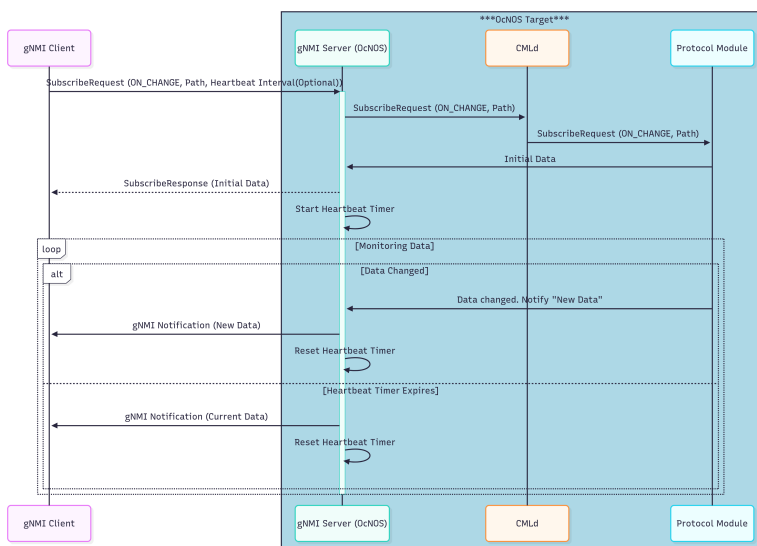 ***OcNOS Target***
gNMI Client
gNMI Server (OcNOS)
CMLd
Protocol Module
SubscribeRequest (ON_CHANGE, Path, Heartbeat Interval(Optional))
SubscribeRequest (ON_CHANGE, Path)
SubscribeRequest (ON_CHANGE, Path)
Initial Data
SubscribeResponse (Initial Data)
Start Heartbeat Timer
loop
[Monitoring Data]
alt
[Data Changed]
Data changed. Notify "New Data"
gNMI Notification (New Data)
Reset Heartbeat Timer
[Heartbeat Timer Expires]
gNMI Notification (Current Data)
Reset Heartbeat Timer
gNMI Client
gNMI Server (OcNOS)
CMLd
Protocol Module